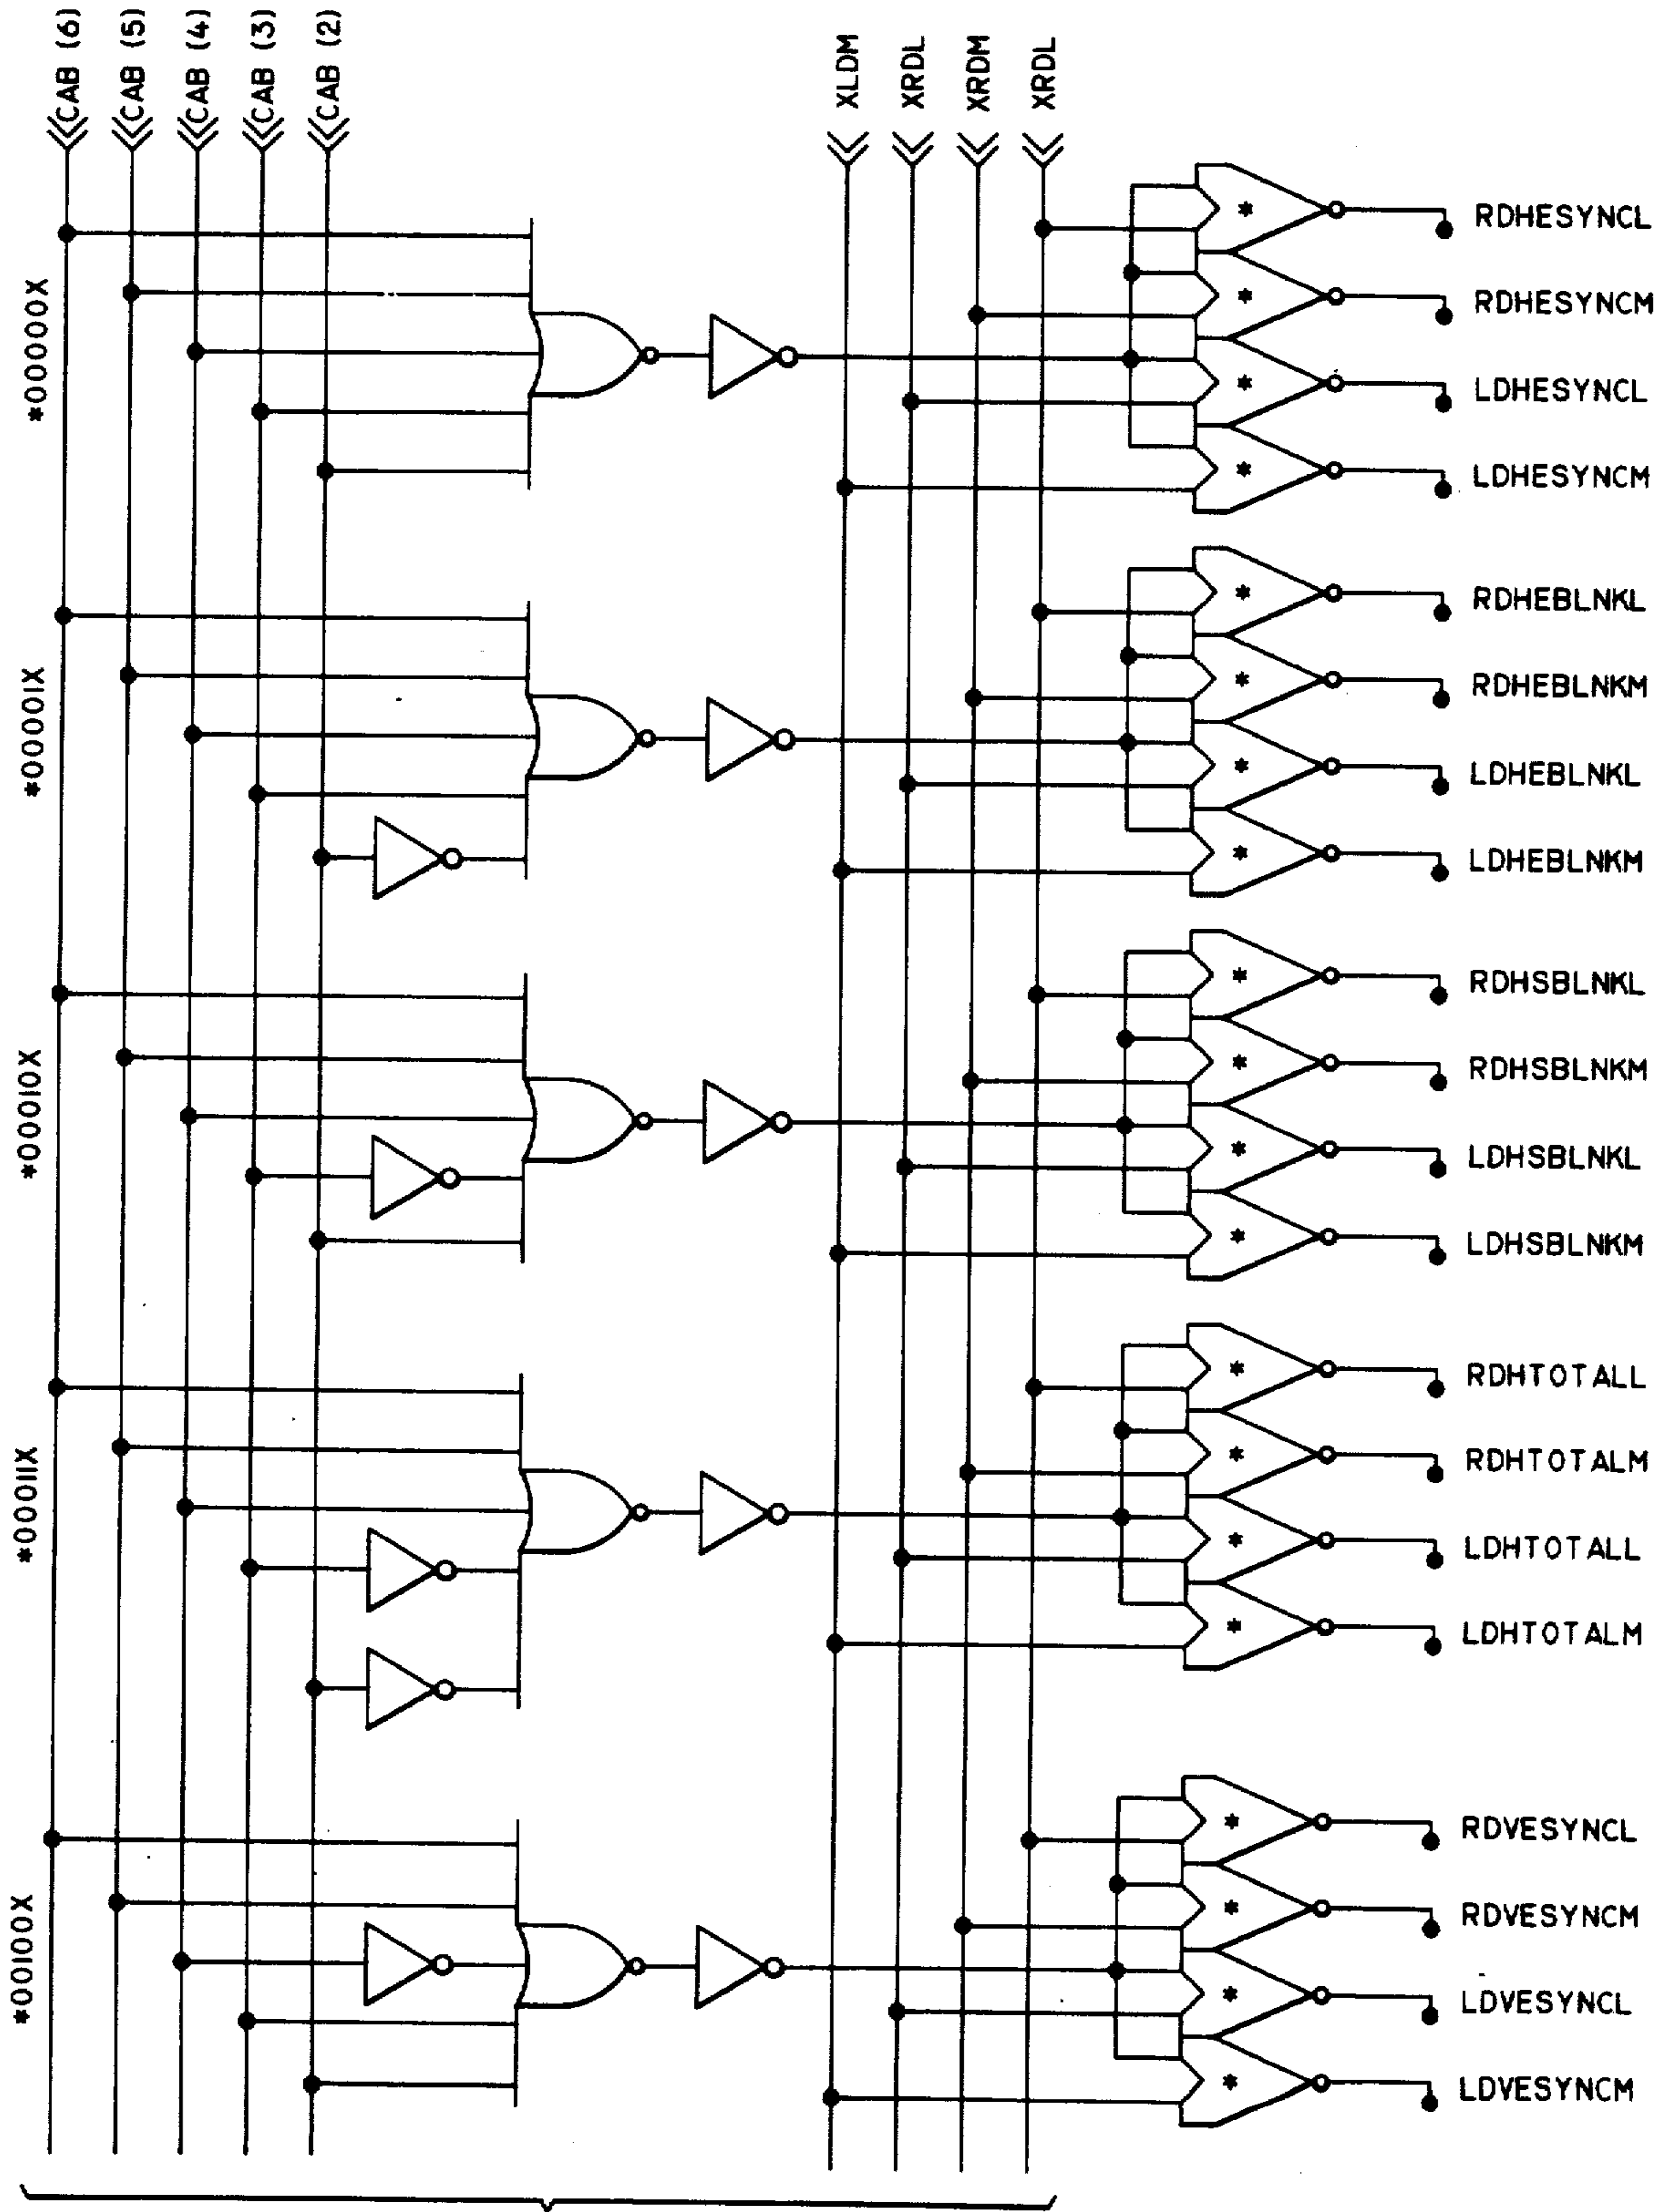 CAB (6)
CAB (5)
CAB (4)
CAB (3)
CAB (2)
XLDM
XRDL
XRDM
XRDL
*00000X
* RDHESYNCL
* RDHESYNCM
* LDHESYNCL
* LDHESYNCM
*00001X
* RDHEBLNKL
* RDHEBLNKM
* LDHEBLNKL
* LDHEBLNKM
*00010X
* RDHSBLNKL
* RDHSBLNKM
* LDHSBLNKL
* LDHSBLNKM
*00011X
* RDHTOTALL
* RDHTOTALM
* LDHTOTALL
* LDHTOTALM
*00100X
* RDVESYNCL
* RDVESYNCM
* LDVESYNCL
* LDVESYNCM